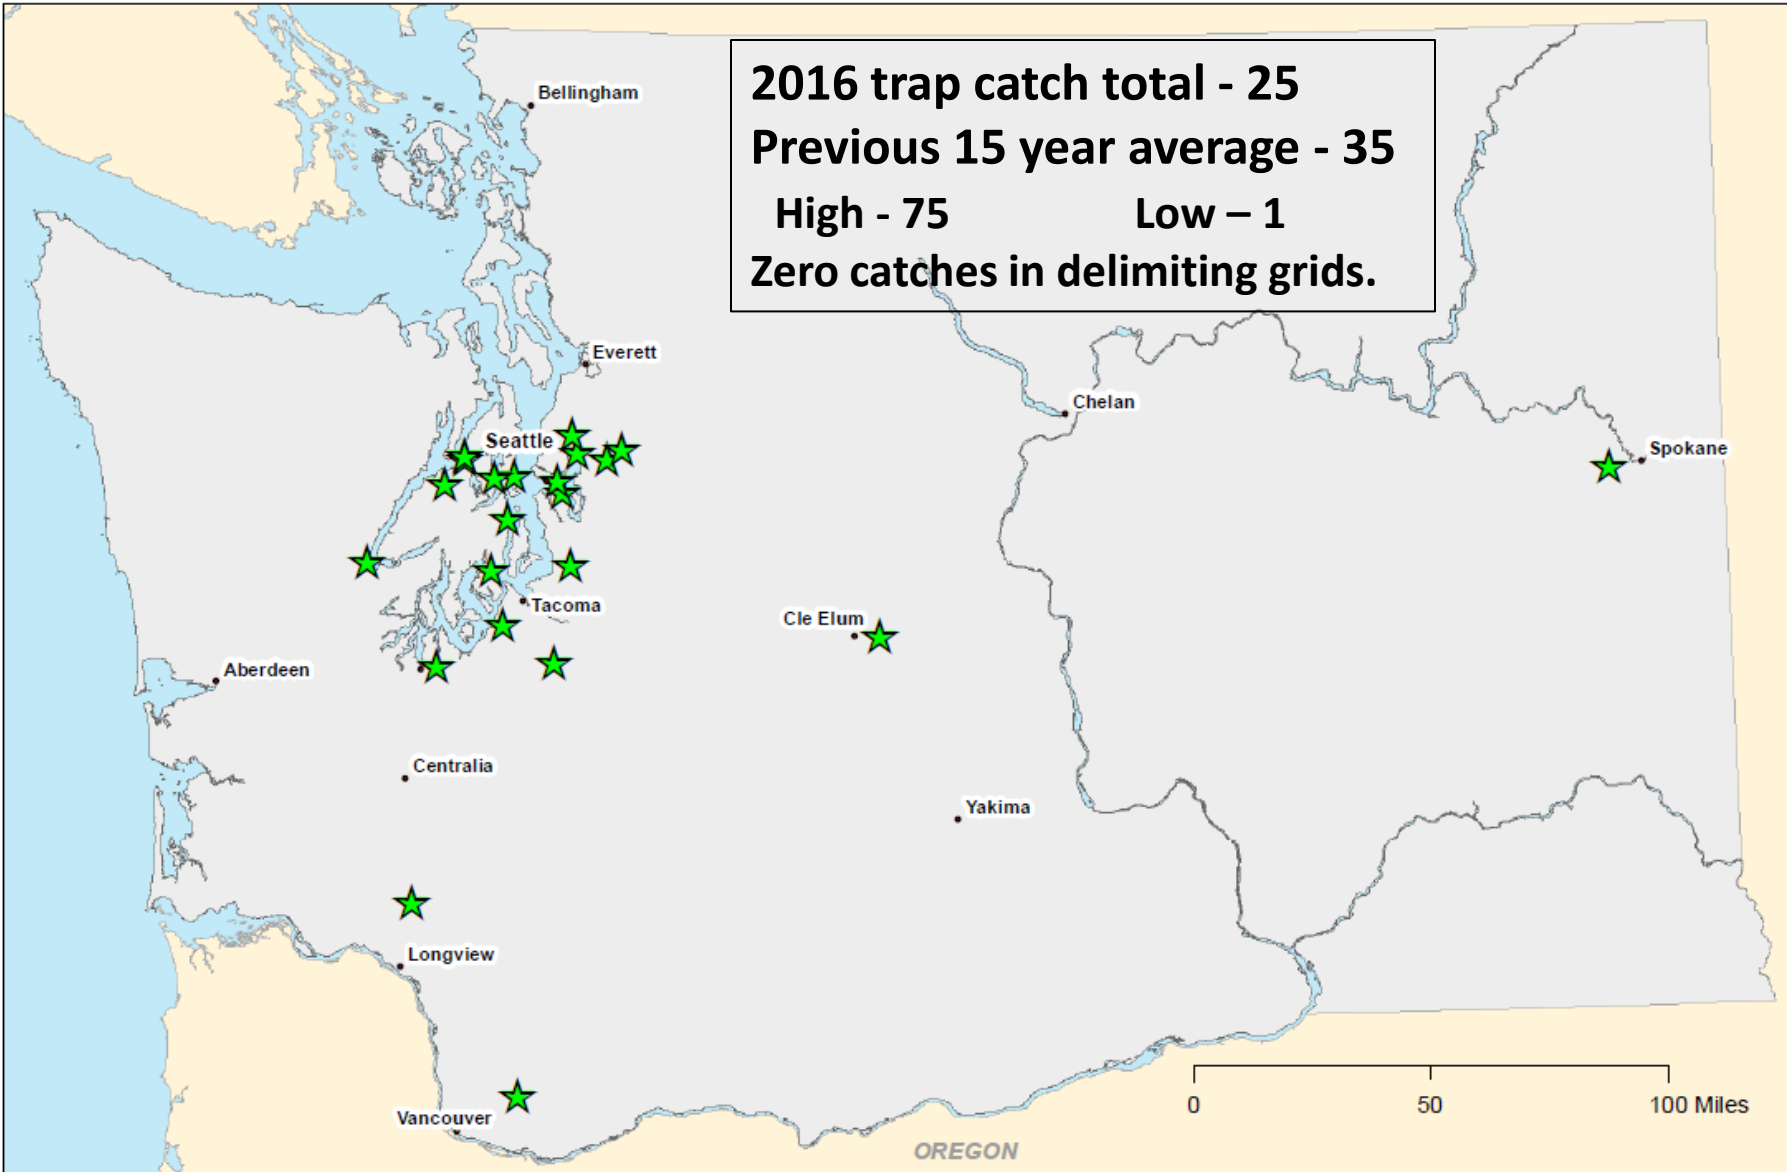 2016 trap catch total - 25
Previous 15 year average - 35
High - 75 Low – 1
Zero catches in delimiting grids.
Bellingham
Everett
Chelan
Seattle
Spokane
Tacoma
Cle Elum
Aberdeen
Centralia
Yakima
Longview
Vancouver
0 50 100 Miles
OREGON